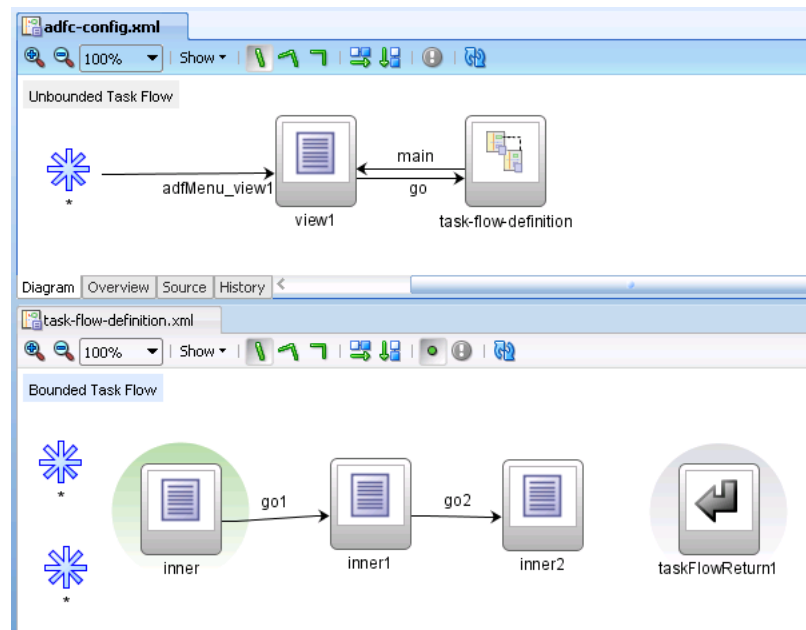 adfc-config.xml
100% Show
Unbounded Task Flow
main
adfMenu_view1
go
*
view1
task-flow-definition
Diagram Overview Source History
task-flow-definition.xml
100% Show
Bounded Task Flow
*
go1
go2
inner
inner1
inner2
taskFlowReturn1
*